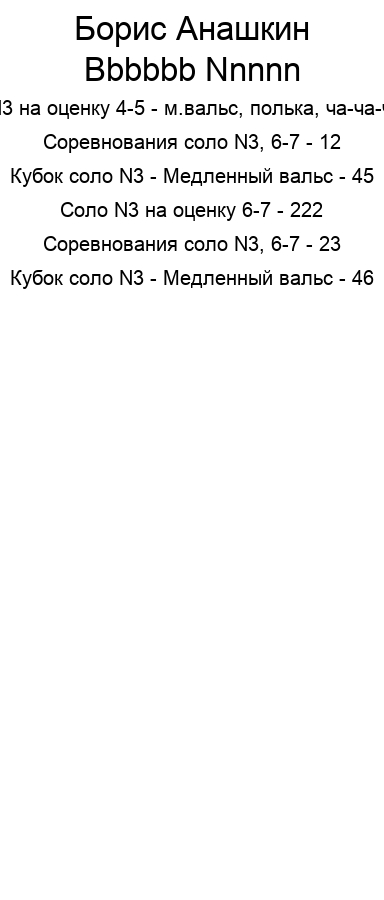 Борис Анашкин
Bbbbbb Nnnnn
3 на оценку 4-5 - м.вальс, полька, ча-ча-
Соревнования соло N3, 6-7 - 12
Кубок соло N3 - Медленный вальс - 45
Соло N3 на оценку 6-7 - 222
Соревнования соло N3, 6-7 - 23
Кубок соло N3 - Медленный вальс - 46